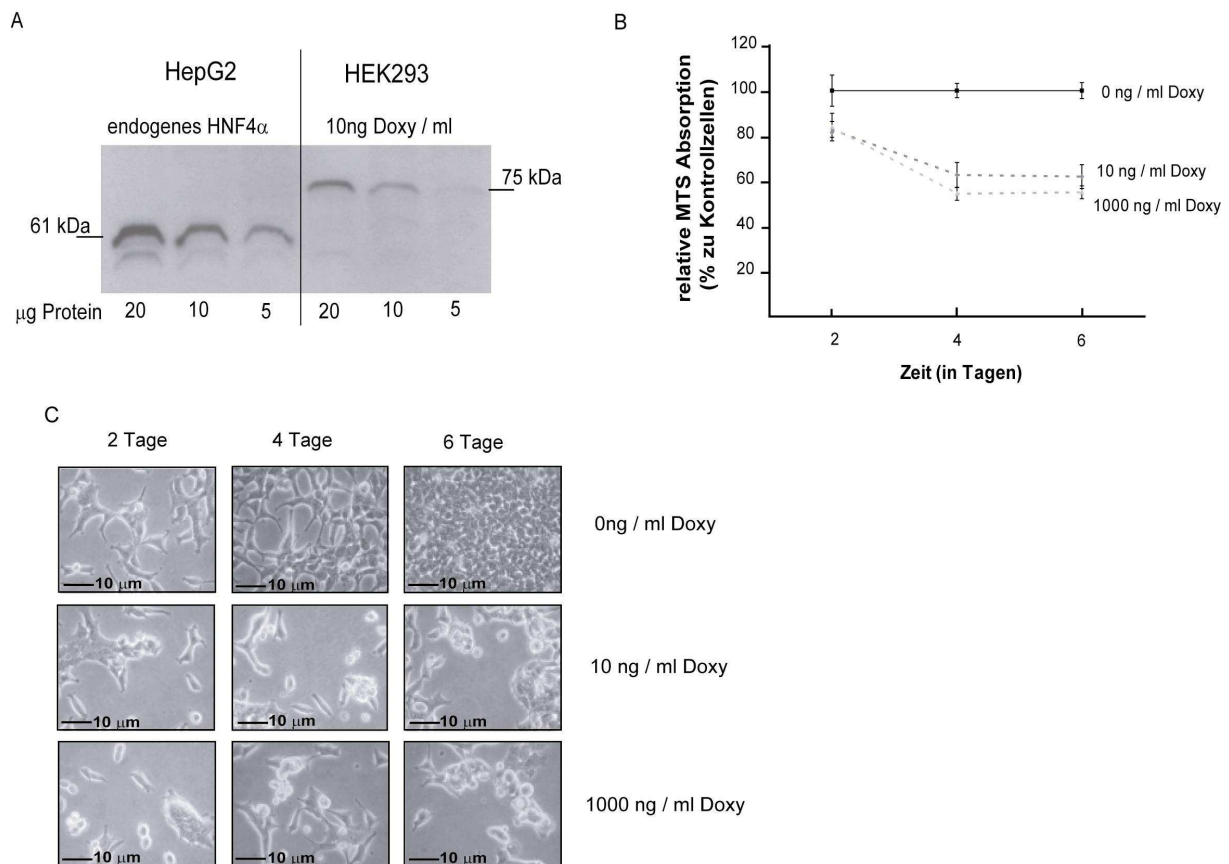 A
HepG2
HEK293
endogenes HNF4α
10ng Doxy / ml
75 kDa
61 kDa
μg Protein 20 10 5 20 10 5
B
relative MTS Absorption
(% zu Kontrollzellen)
120
100
80
60
40
20
0 ng / ml Doxy
10 ng / ml Doxy
1000 ng / ml Doxy
2 4 6
Zeit (in Tagen)
C
2 Tage 4 Tage 6 Tage
10 μm 10 μm 10 μm
0ng / ml Doxy
10 μm 10 μm 10 μm
10 ng / ml Doxy
10 μm 10 μm 10 μm
1000 ng / ml Doxy